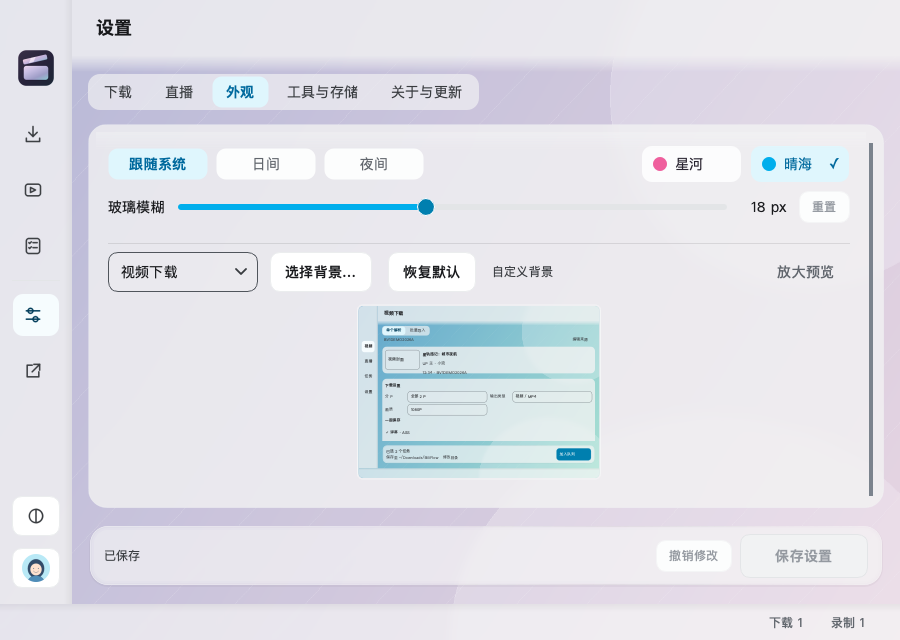 设置
下载 直播 外观 工具与存储 关于与更新
跟随系统 日间 夜间 星河 晴海
玻璃模糊 18 px 重置
视频下载 选择背景... 恢复默认 自定义背景 放大预览
视频下载
已保存 撤销修改 保存设置
下载 1 录制 1